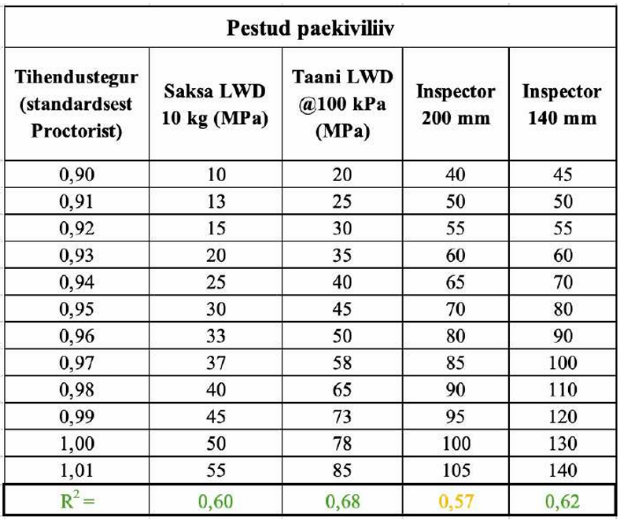 Pestud paekiviliiv
Tihendustegur (standardsest Proctorist) | Saksa LWD 10 kg (MPa) | Taani LWD @100 kPa (MPa) | Inspector 200 mm | Inspector 140 mm
0,90 | 10 | 20 | 40 | 45
0,91 | 13 | 25 | 50 | 50
0,92 | 15 | 30 | 55 | 55
0,93 | 20 | 35 | 60 | 60
0,94 | 25 | 40 | 65 | 70
0,95 | 30 | 45 | 70 | 80
0,96 | 33 | 50 | 80 | 90
0,97 | 37 | 58 | 85 | 100
0,98 | 40 | 65 | 90 | 110
0,99 | 45 | 73 | 95 | 120
1,00 | 50 | 78 | 100 | 130
1,01 | 55 | 85 | 105 | 140
R² = | 0,60 | 0,68 | 0,57 | 0,62